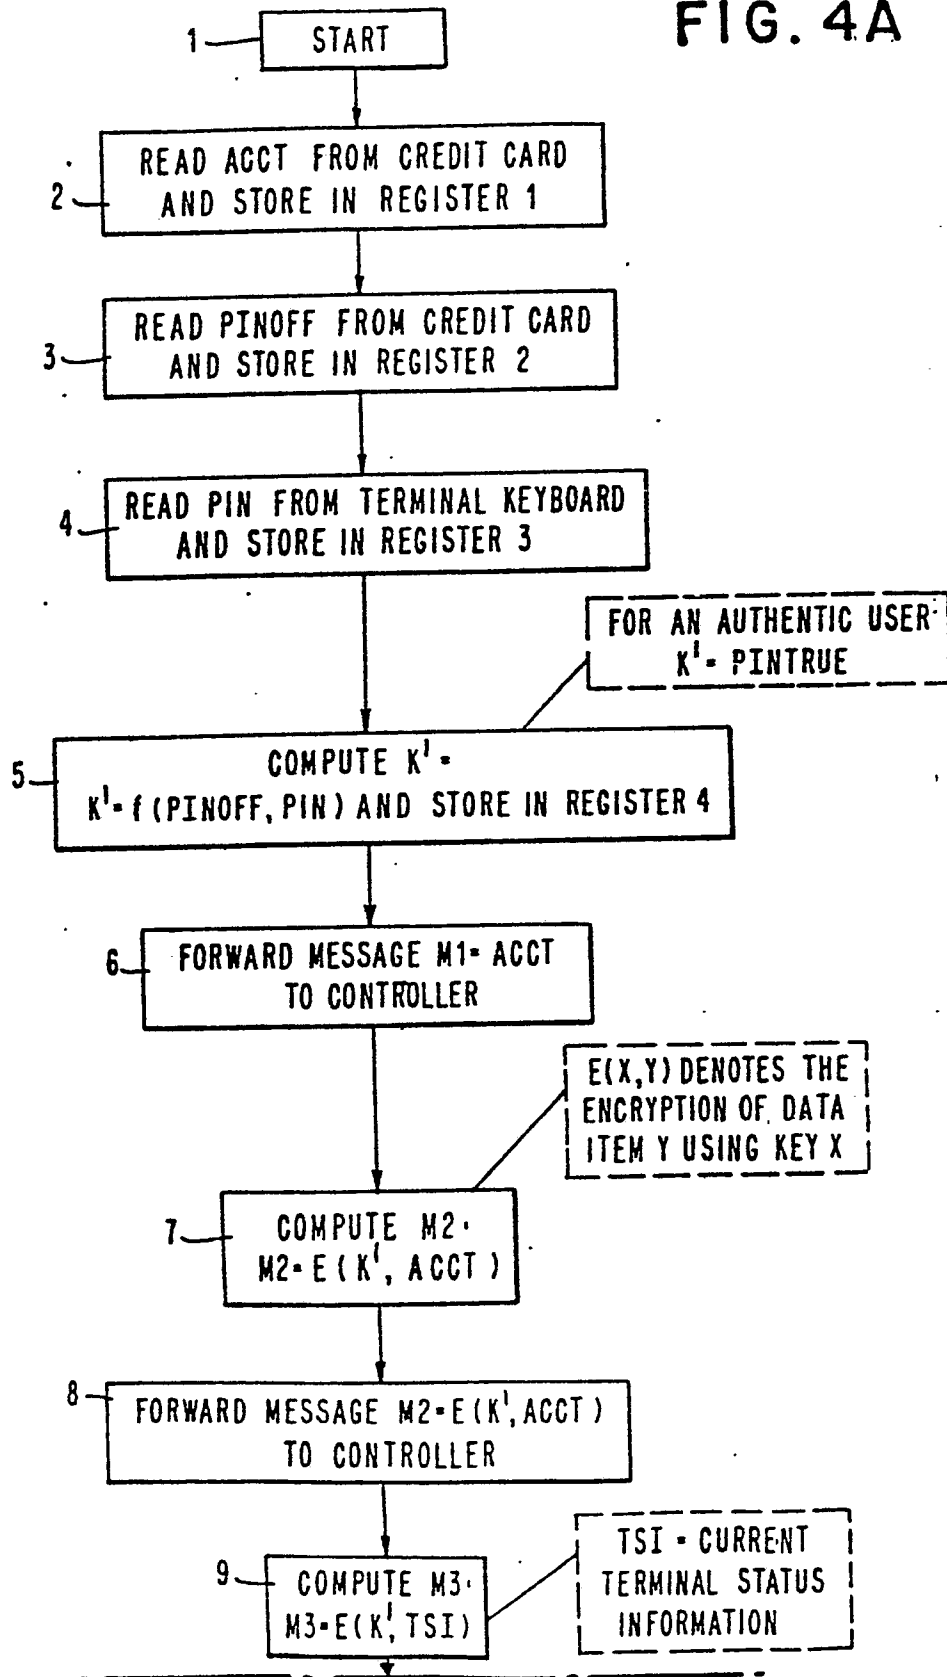 FIG. 4A
1
START
2
READ ACCT FROM CREDIT CARD
AND STORE IN REGISTER 1
3
READ PINOFF FROM CREDIT CARD
AND STORE IN REGISTER 2
4
READ PIN FROM TERMINAL KEYBOARD
AND STORE IN REGISTER 3
FOR AN AUTHENTIC USER:
K' = PINTRUE
5
COMPUTE K' =
K' = f (PINOFF, PIN) AND STORE IN REGISTER 4
6
FORWARD MESSAGE M1 = ACCT
TO CONTROLLER
E(X,Y) DENOTES THE
ENCRYPTION OF DATA
ITEM Y USING KEY X
7
COMPUTE M2:
M2 = E (K', ACCT)
8
FORWARD MESSAGE M2 = E (K', ACCT)
TO CONTROLLER
9
COMPUTE M3:
M3 = E(K', TSI)
TSI = CURRENT
TERMINAL STATUS
INFORMATION